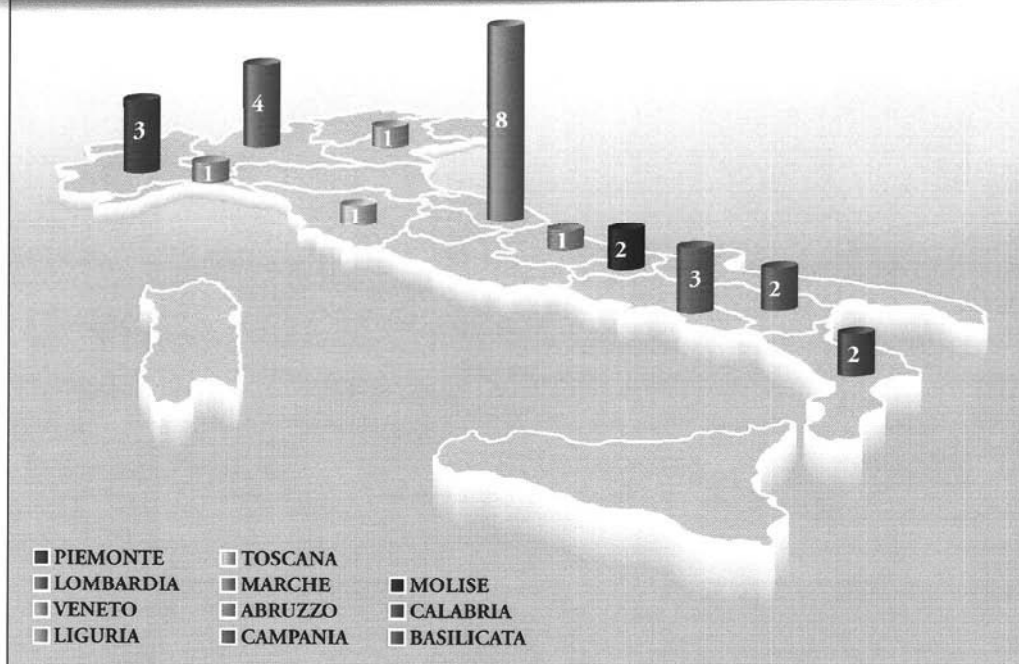 8
4
3
1
1
1
1
2
3
2
2
PIEMONTE
LOMBARDIA
VENETO
LIGURIA
TOSCANA
MARCHE
ABRUZZO
CAMPANIA
MOLISE
CALABRIA
BASILICATA